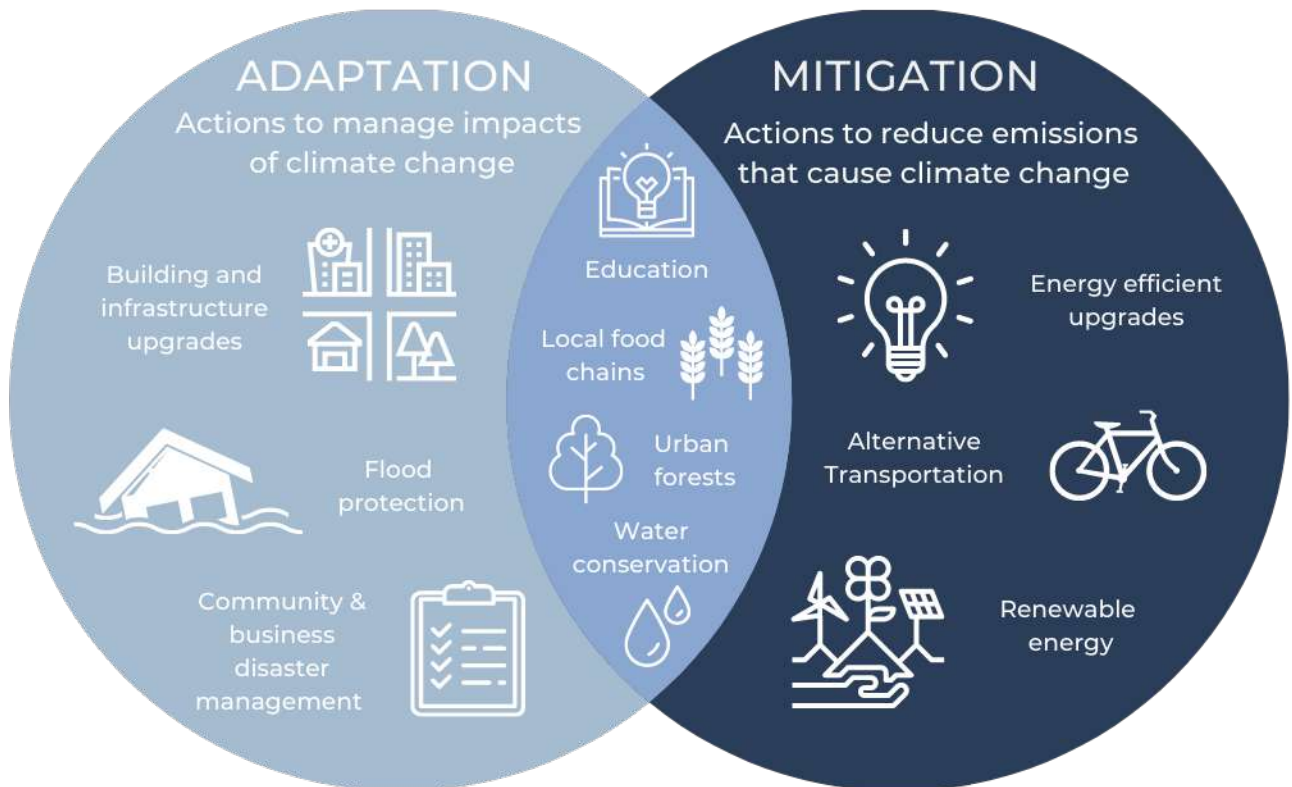 ADAPTATION
Actions to manage impacts
of climate change
Building and
infrastructure
upgrades
Flood
protection
Community &
business
disaster
management
Education
Local food
chains
Urban
forests
Water
conservation
MITIGATION
Actions to reduce emissions
that cause climate change
Energy efficient
upgrades
Alternative
Transportation
Renewable
energy